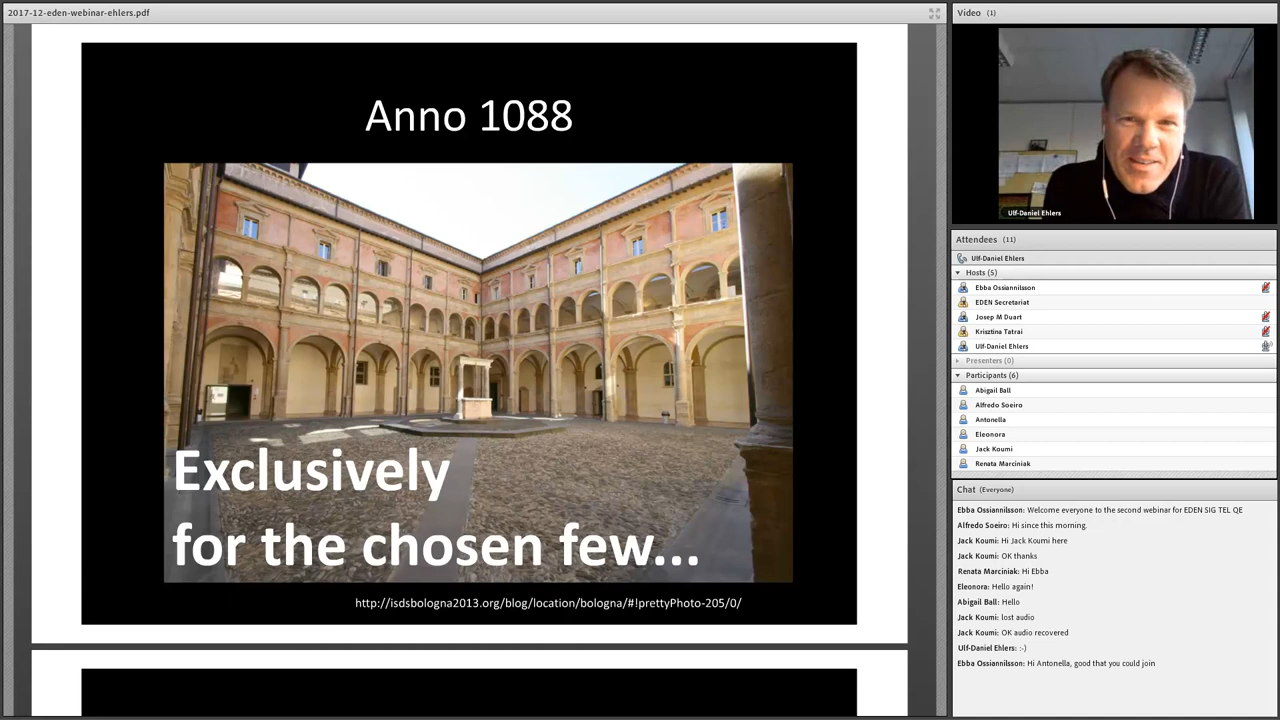 2017-12-eden-webinar-ehlers.pdf
Anno 1088
Exclusively
for the chosen few...
http://isdsbologna2013.org/blog/location/bologna/#!prettyPhoto-205/0/
Video (1)
Ulf-Daniel Ehlers
Attendees (11)
Ulf-Daniel Ehlers
Hosts (5)
Ebba Ossiannilsson
EDEN Secretariat
Josep M Duart
Krisztina Tatrai
Ulf-Daniel Ehlers
Presenters (0)
Participants (6)
Abigail Ball
Alfredo Soeiro
Antonella
Eleonora
Jack Koumi
Renata Marciniak
Chat (Everyone)
Ebba Ossiannilsson: Welcome everyone to the second webinar for EDEN SIG TEL QE
Alfredo Soeiro: Hi since this morning.
Jack Koumi: Hi Jack Koumi here
Jack Koumi: OK thanks
Renata Marciniak: Hi Ebba
Eleonora: Hello again!
Abigail Ball: Hello
Jack Koumi: lost audio
Jack Koumi: OK audio recovered
Ulf-Daniel Ehlers: :-)
Ebba Ossiannilsson: Hi Antonella, good that you could join